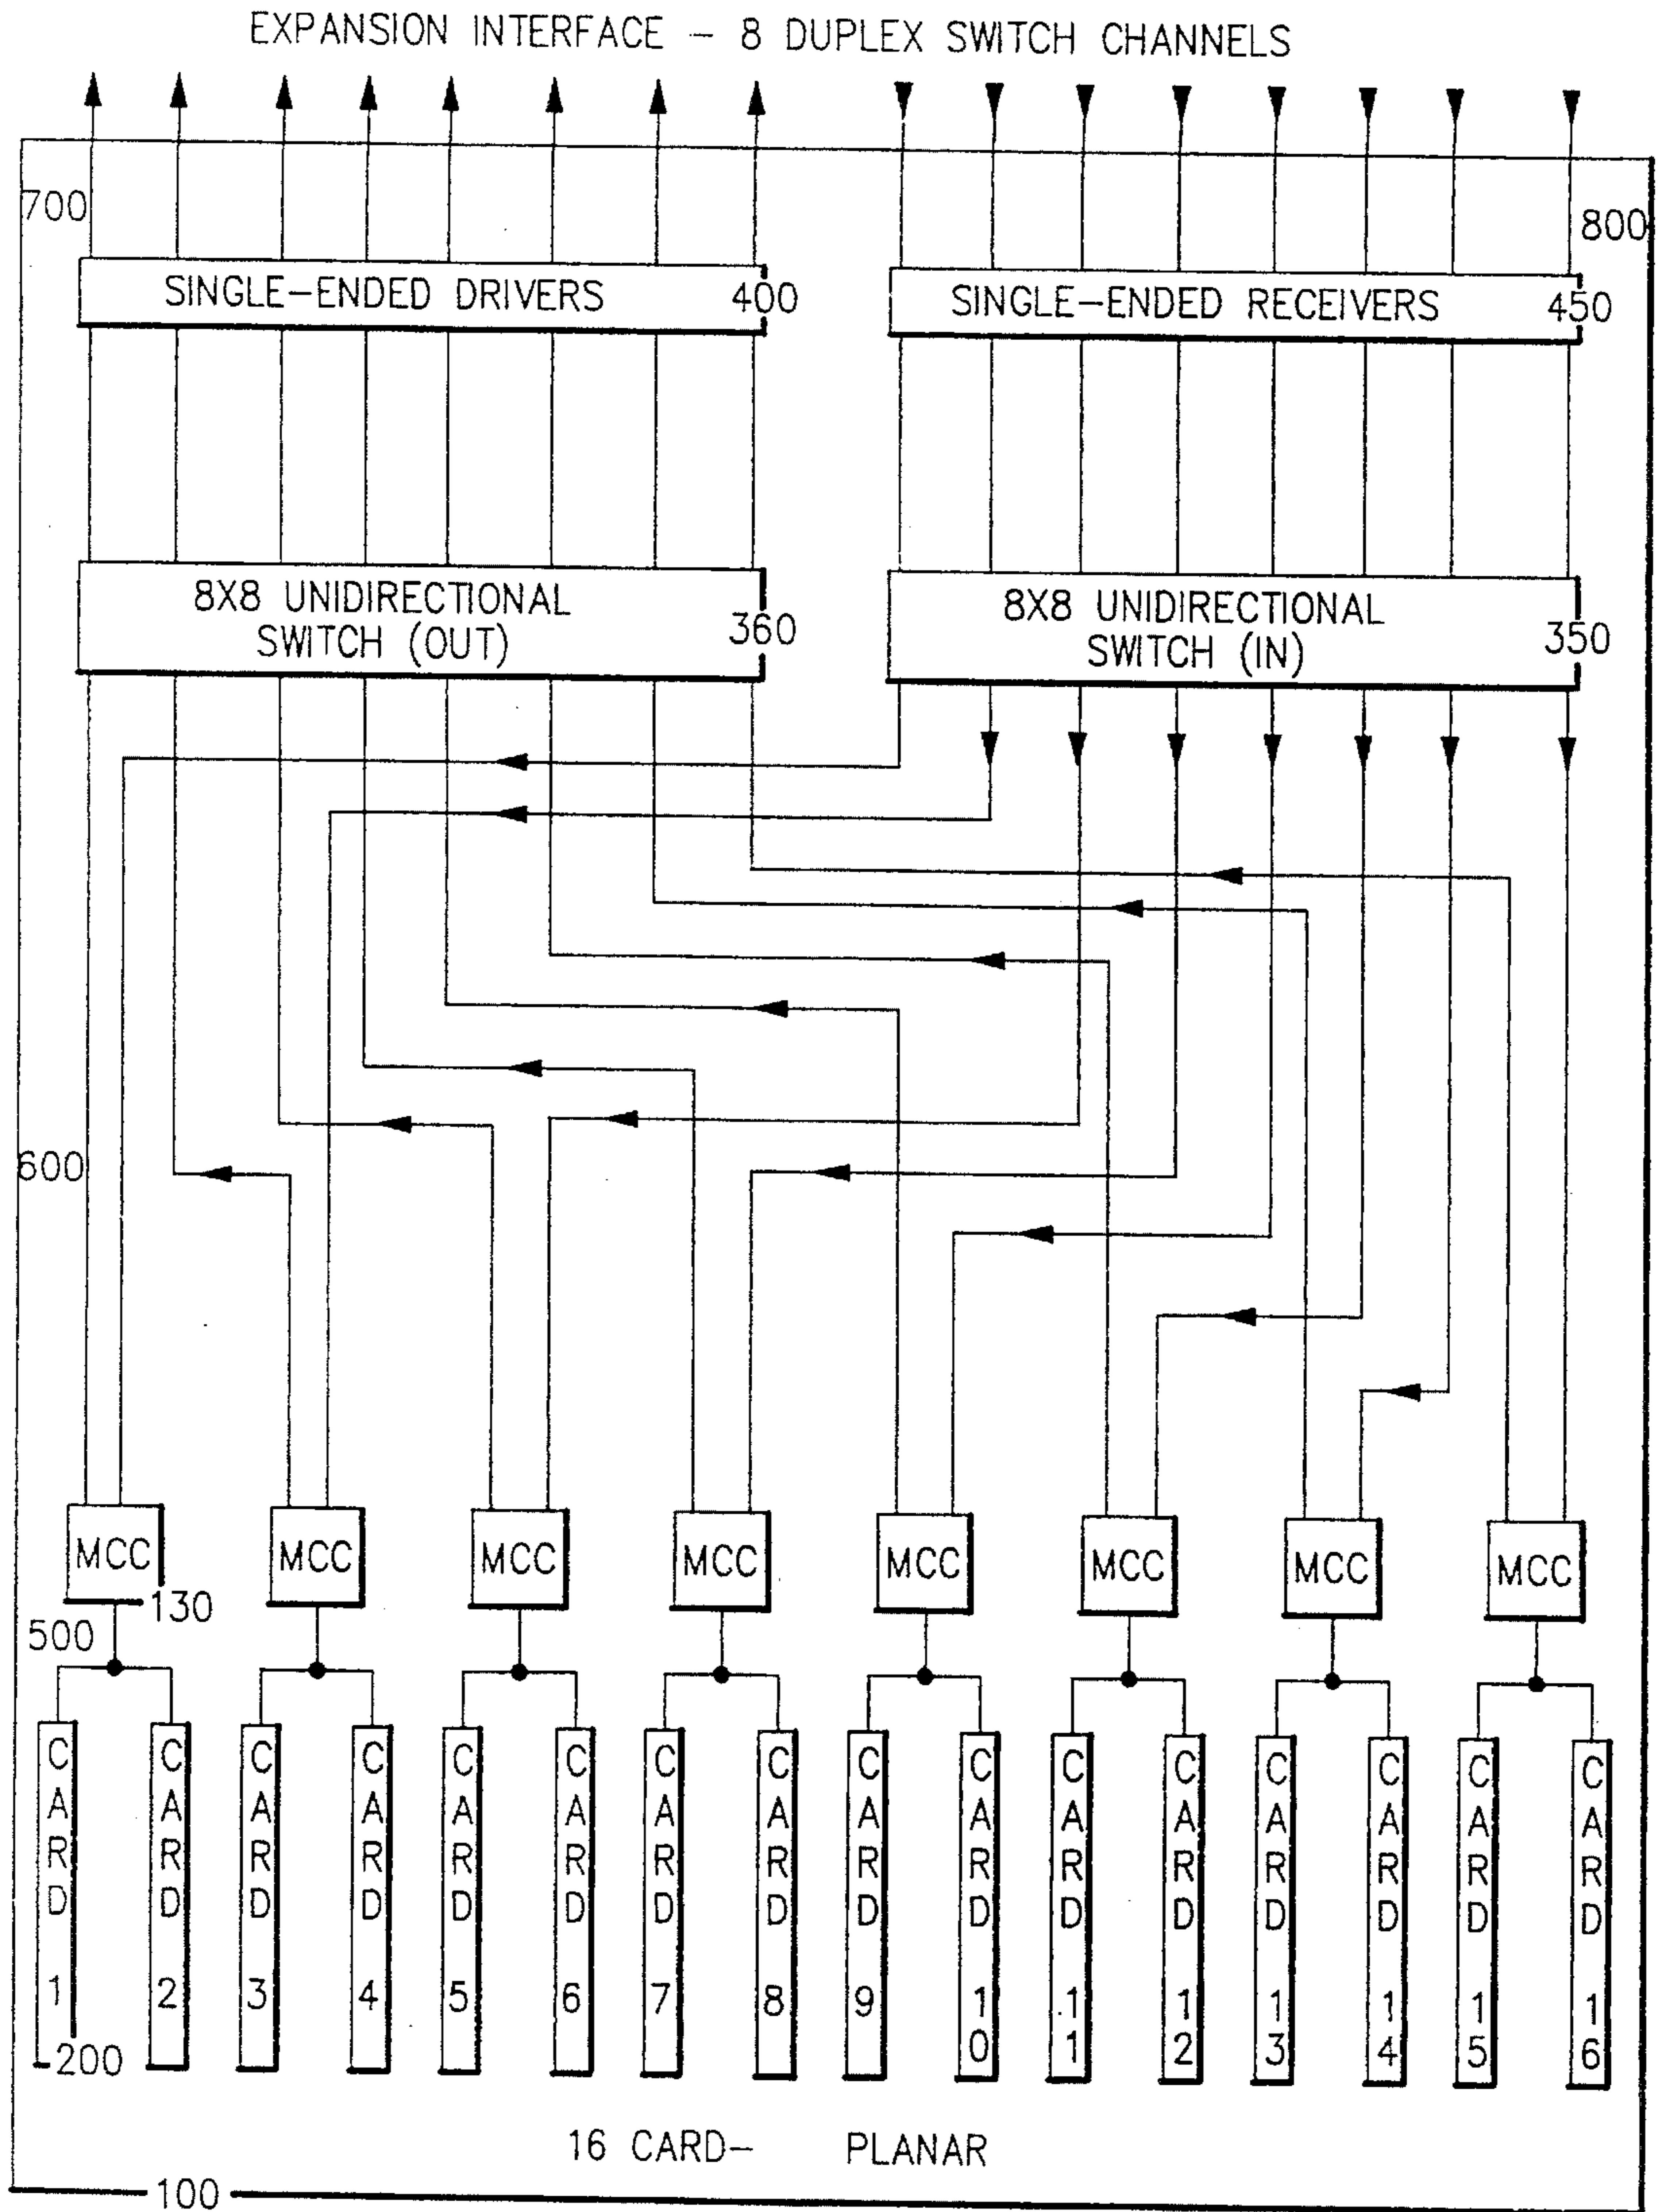 EXPANSION INTERFACE - 8 DUPLEX SWITCH CHANNELS
700
800
SINGLE-ENDED DRIVERS 400
SINGLE-ENDED RECEIVERS 450
8X8 UNIDIRECTIONAL
SWITCH (OUT)
360
8X8 UNIDIRECTIONAL
SWITCH (IN)
350
600
MCC
MCC
MCC
MCC
MCC
MCC
MCC
MCC
130
500
CARD 1
CARD 2
CARD 3
CARD 4
CARD 5
CARD 6
CARD 7
CARD 8
CARD 9
CARD 10
CARD 11
CARD 12
CARD 13
CARD 14
CARD 15
CARD 16
200
16 CARD- PLANAR
100